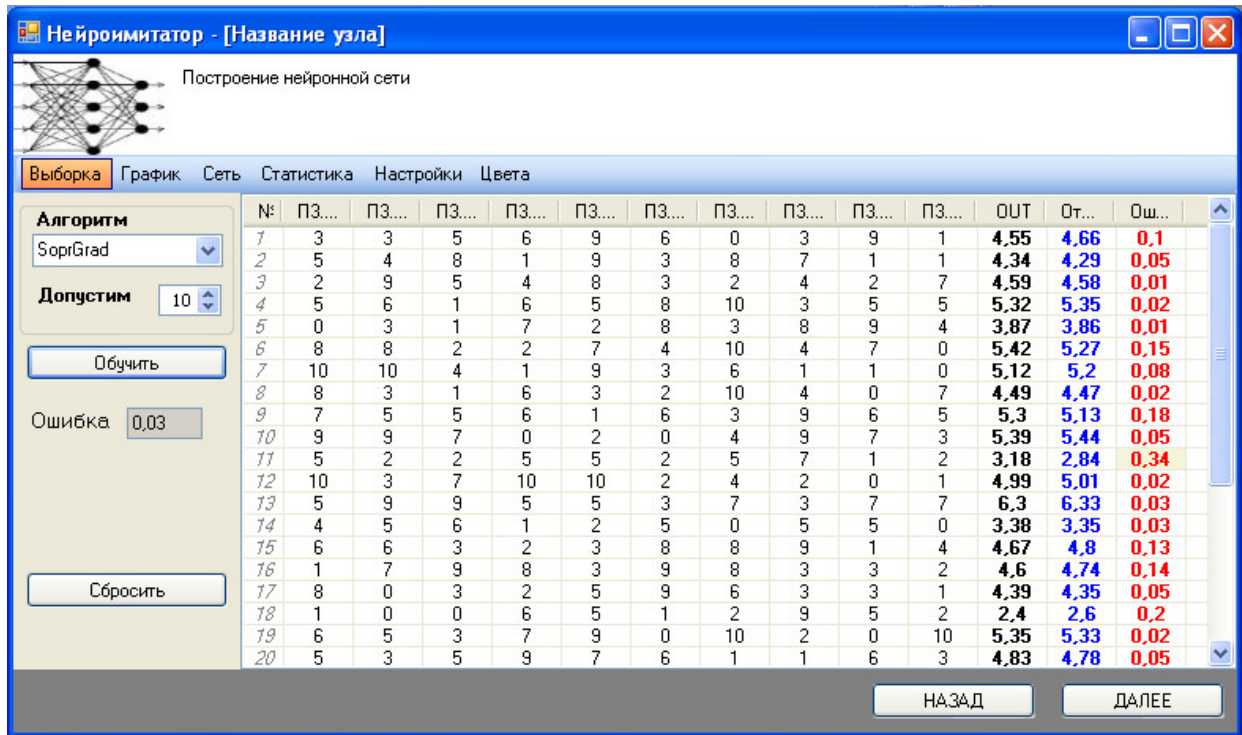 Нейроимитатор - [Название узла]
Построение нейронной сети
Выборка График Сеть Статистика Настройки Цвета
Алгоритм
SoprGrad
Допустим 10
Обучить
Ошибка 0,03
Сбросить
№ ПЗ.... ПЗ.... ПЗ.... ПЗ.... ПЗ.... ПЗ.... ПЗ.... ПЗ.... ПЗ.... ПЗ.... OUT От... Ош...
1 3 3 5 6 9 6 0 3 9 1 4,55 4,66 0,1
2 5 4 8 1 9 3 8 7 1 1 4,34 4,29 0,05
3 2 9 5 4 8 3 2 4 2 7 4,59 4,58 0,01
4 5 6 1 6 5 8 10 3 5 5 5,32 5,35 0,02
5 0 3 1 7 2 8 3 8 9 4 3,87 3,86 0,01
6 8 8 2 2 7 4 10 4 7 0 5,42 5,27 0,15
7 10 10 4 1 9 3 6 1 1 0 5,12 5,2 0,08
8 8 3 1 6 3 2 10 4 0 7 4,49 4,47 0,02
9 7 5 5 6 1 6 3 9 6 5 5,3 5,13 0,18
10 9 9 7 0 2 0 4 9 7 3 5,39 5,44 0,05
11 5 2 2 5 5 2 5 7 1 2 3,18 2,84 0,34
12 10 3 7 10 10 2 4 2 0 1 4,99 5,01 0,02
13 5 9 9 5 5 3 7 3 7 7 6,3 6,33 0,03
14 4 5 6 1 2 5 0 5 5 0 3,38 3,35 0,03
15 6 6 3 2 3 8 8 9 1 4 4,67 4,8 0,13
16 1 7 9 8 3 9 8 3 3 2 4,6 4,74 0,14
17 8 0 3 2 5 9 6 3 3 1 4,39 4,35 0,05
18 1 0 0 6 5 1 2 9 5 2 2,4 2,6 0,2
19 6 5 3 7 9 0 10 2 0 10 5,35 5,33 0,02
20 5 3 5 9 7 6 1 1 6 3 4,83 4,78 0,05
НАЗАД ДАЛЕЕ